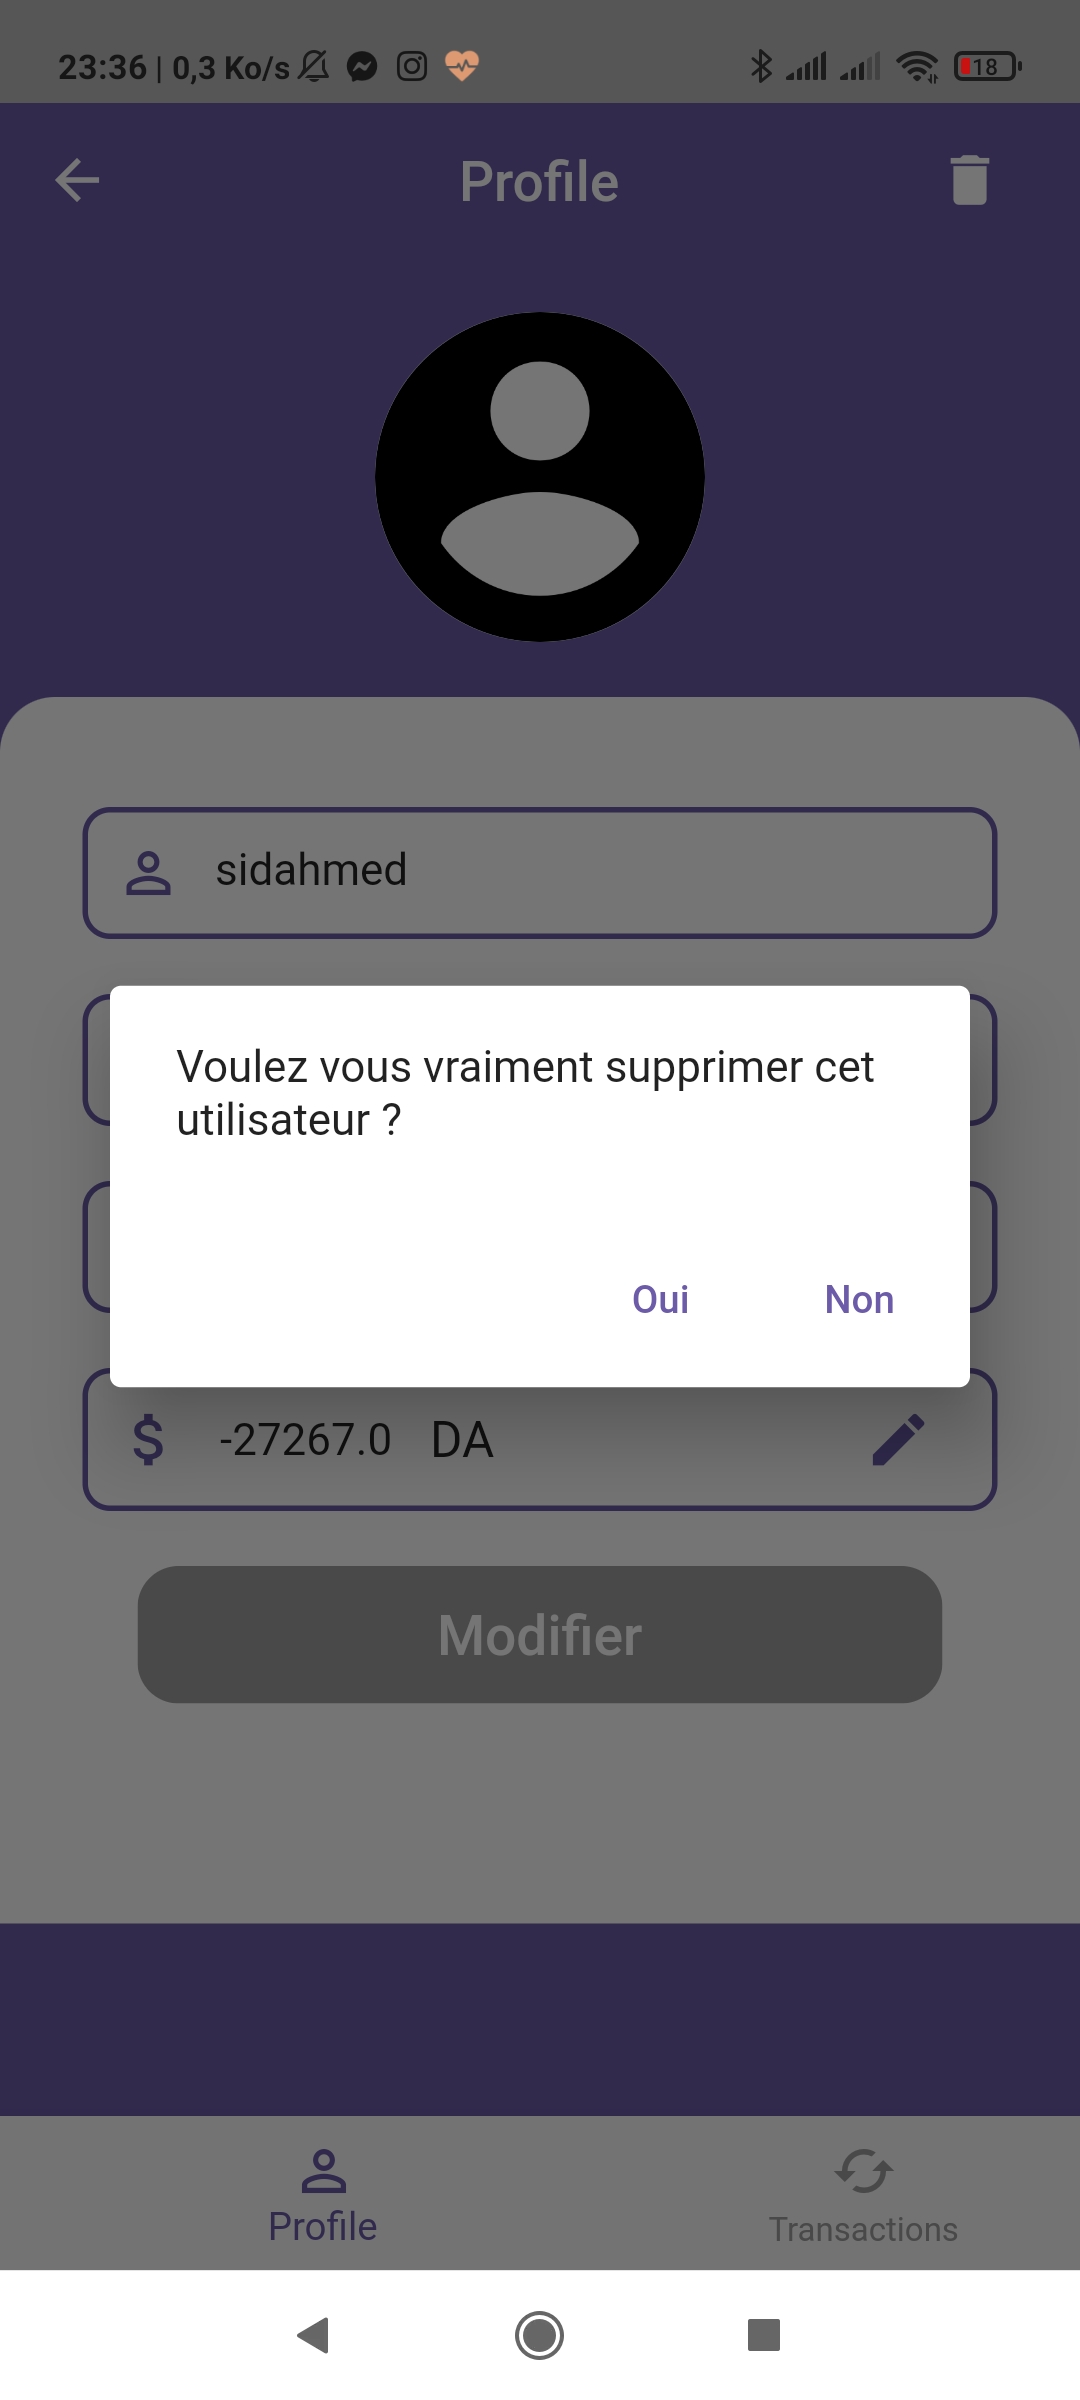 23:36 | 0,3 Ko/s 18
Profile
sidahmed
Voulez vous vraiment supprimer cet
utilisateur ?
Oui Non
$ -27267.0 DA
Modifier
Profile Transactions